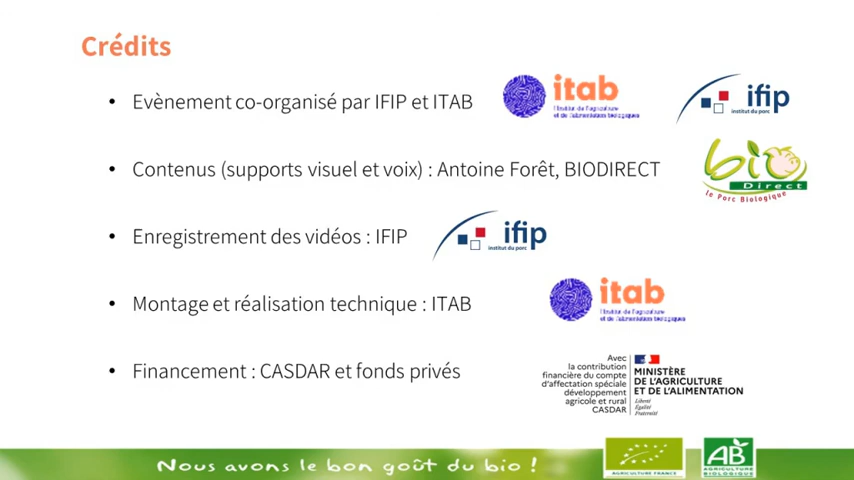 Crédits
• Evènement co-organisé par IFIP et ITAB
itab
l'Institut de l'agriculture
et de l'alimentation biologiques
ifip
institut du porc
• Contenus (supports visuel et voix) : Antoine Forêt, BIODIRECT
bio
Direct
le Porc Biologique
• Enregistrement des vidéos : IFIP
ifip
institut du porc
• Montage et réalisation technique : ITAB
itab
l'Institut de l'agriculture
et de l'alimentation biologiques
• Financement : CASDAR et fonds privés
Avec
la contribution
financière du compte
d'affectation spéciale
développement
agricole et rural
CASDAR
MINISTÈRE
DE L'AGRICULTURE
ET DE L'ALIMENTATION
Liberté
Égalité
Fraternité
Nous avons le bon goût du bio !
AGRICULTURE FRANCE
AB
AGRICULTURE
BIOLOGIQUE